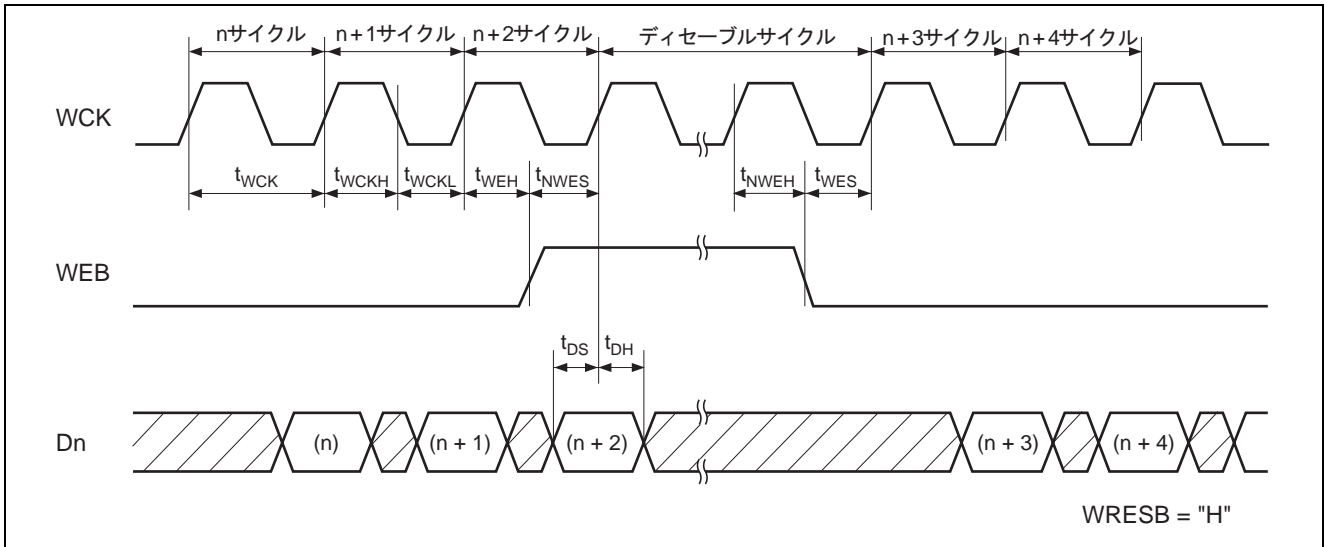 nサイクル n+1サイクル n+2サイクル ディセーブルサイクル n+3サイクル n+4サイクル
WCK
tWCK tWCKH tWCKL tWEH tNWES tNWEH tWES
WEB
tDS tDH
Dn (n) (n + 1) (n + 2) (n + 3) (n + 4)
WRESB = "H"